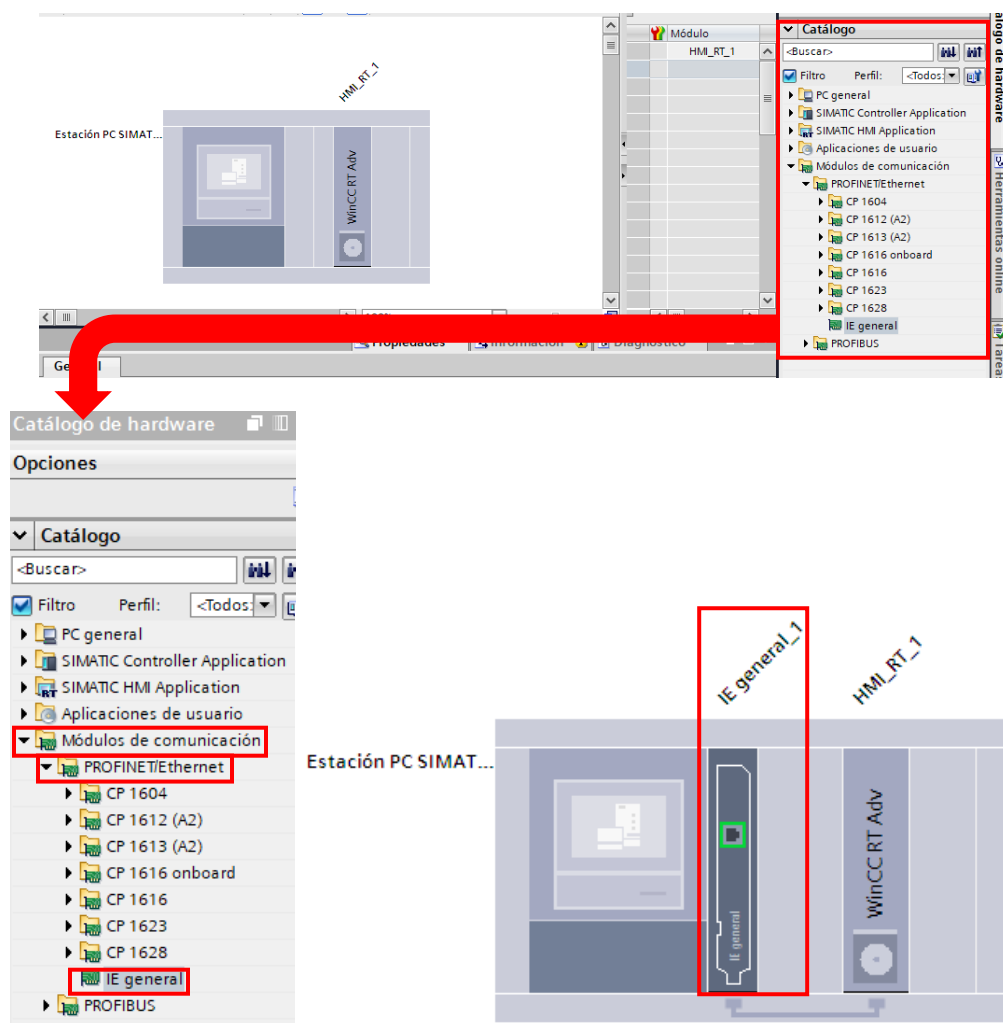 HMI_RT_1
Estación PC SIMAT...
WinCC RT Adv
Módulo
HMI_RT_1
Catálogo
<Buscar>
Filtro Perfil: <Todos:
PC general
SIMATIC Controller Application
SIMATIC HMI Application
Aplicaciones de usuario
Módulos de comunicación
PROFINET/Ethernet
CP 1604
CP 1612 (A2)
CP 1613 (A2)
CP 1616 onboard
CP 1616
CP 1623
CP 1628
IE general
PROFIBUS
álogo de hardware
Herramientas online
Tareas
Propiedades Información Diagnóstico
Catálogo de hardware
Opciones
Catálogo
<Buscar>
Filtro Perfil: <Todos:
PC general
SIMATIC Controller Application
SIMATIC HMI Application
Aplicaciones de usuario
Módulos de comunicación
PROFINET/Ethernet
CP 1604
CP 1612 (A2)
CP 1613 (A2)
CP 1616 onboard
CP 1616
CP 1623
CP 1628
IE general
PROFIBUS
IE general_1
HMI_RT_1
Estación PC SIMAT...
IE general
WinCC RT Adv